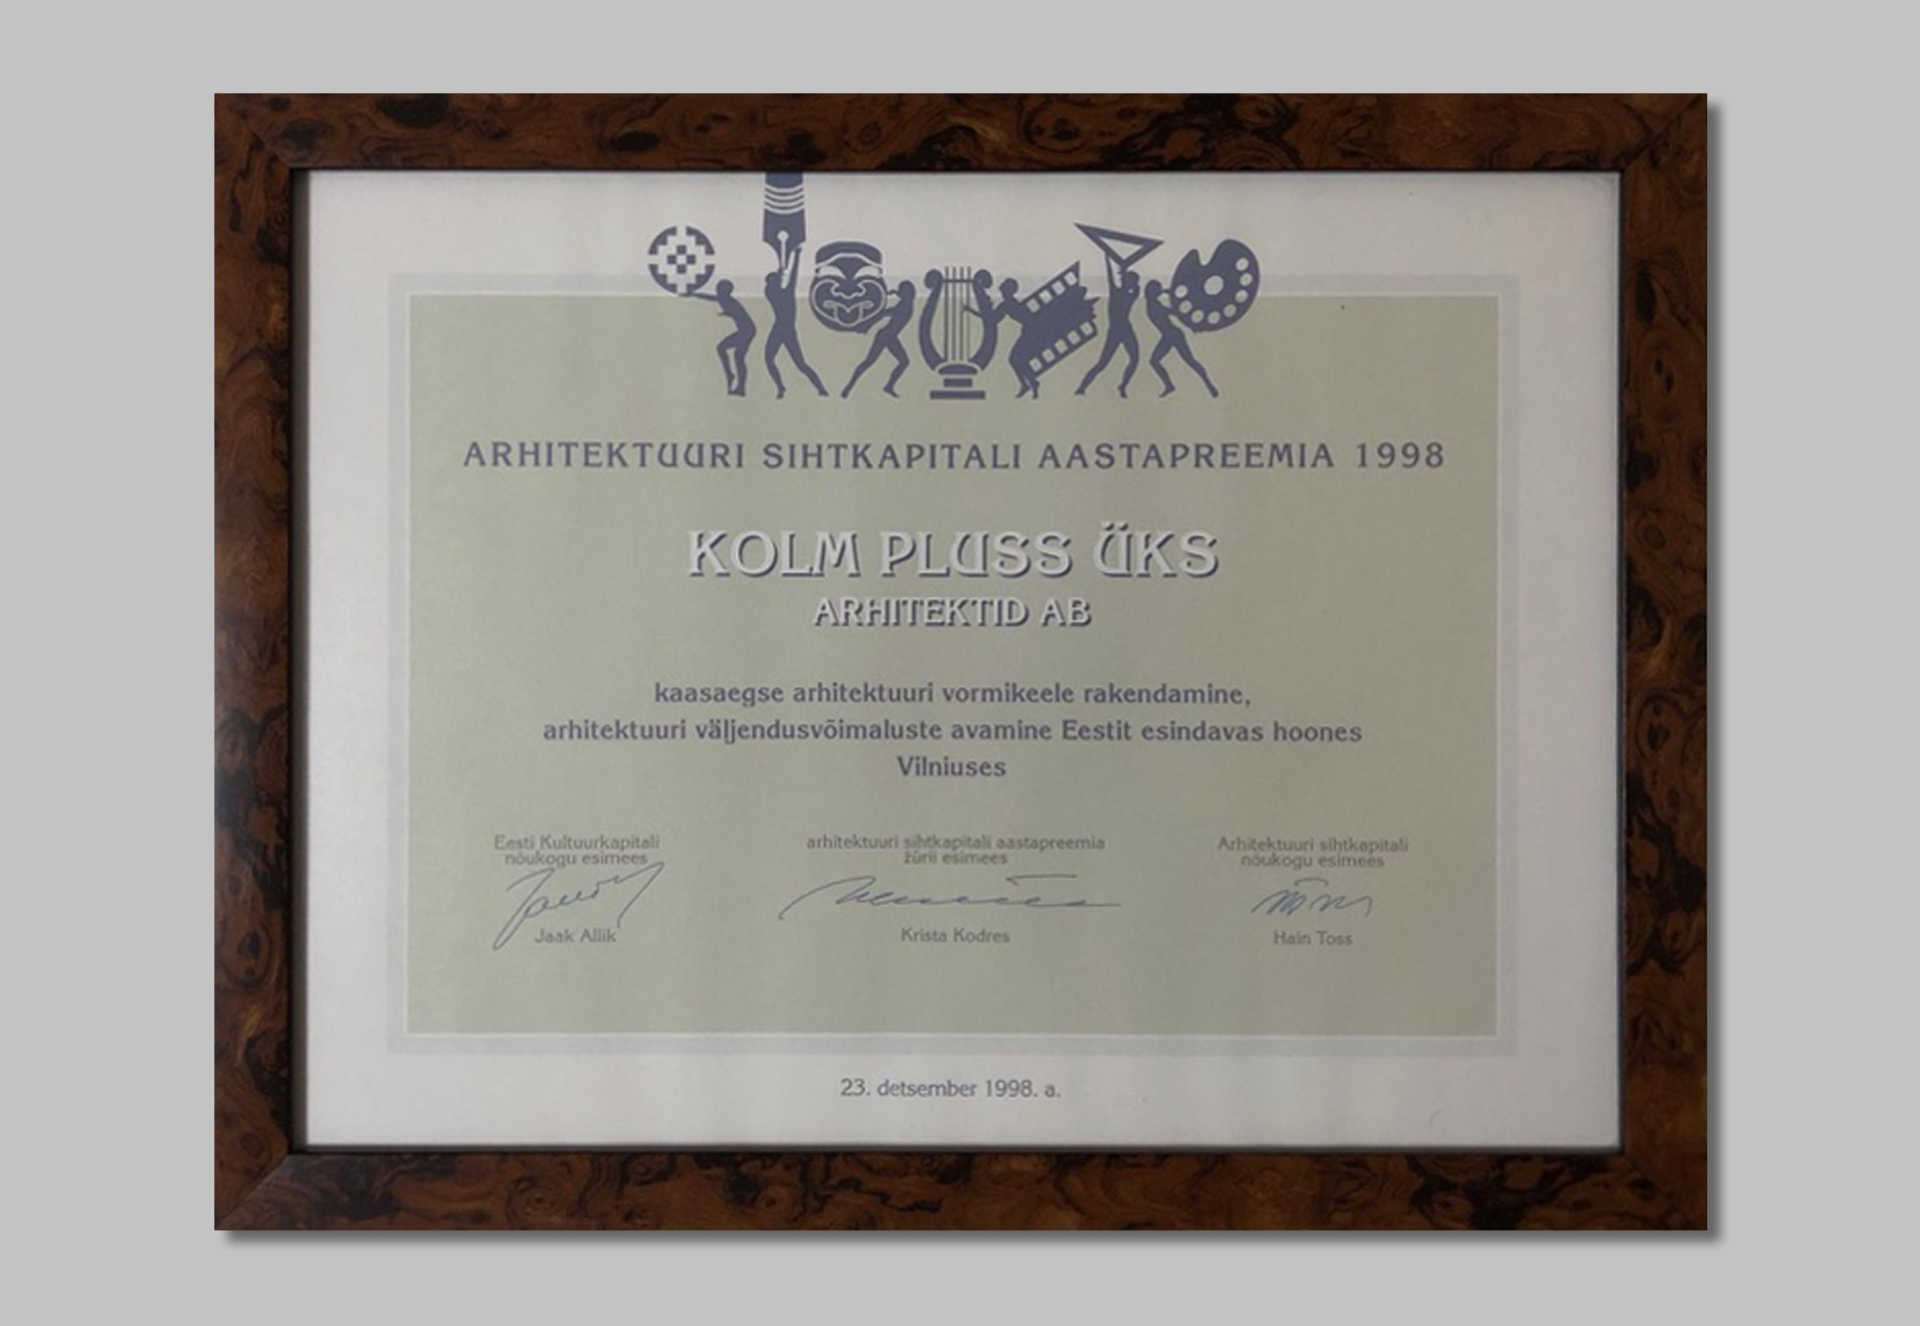 ARHITEKTUURI SIHTKAPITALI AASTAPREEMIA 1998
KOLM PLUSS ÜKS
ARHITEKTID AB
kaasaegse arhitektuuri vormikeele rakendamine,
arhitektuuri väljendusvõimaluste avamine Eestit esindavas hoones
Vilniuses
Eesti Kultuurkapitali
nõukogu esimees
Jaak Allik
arhitektuuri sihtkapitali aastapreemia
žürii esimees
Krista Kodres
Arhitektuuri sihtkapitali
nõukogu esimees
Hain Toss
23. detsember 1998. a.